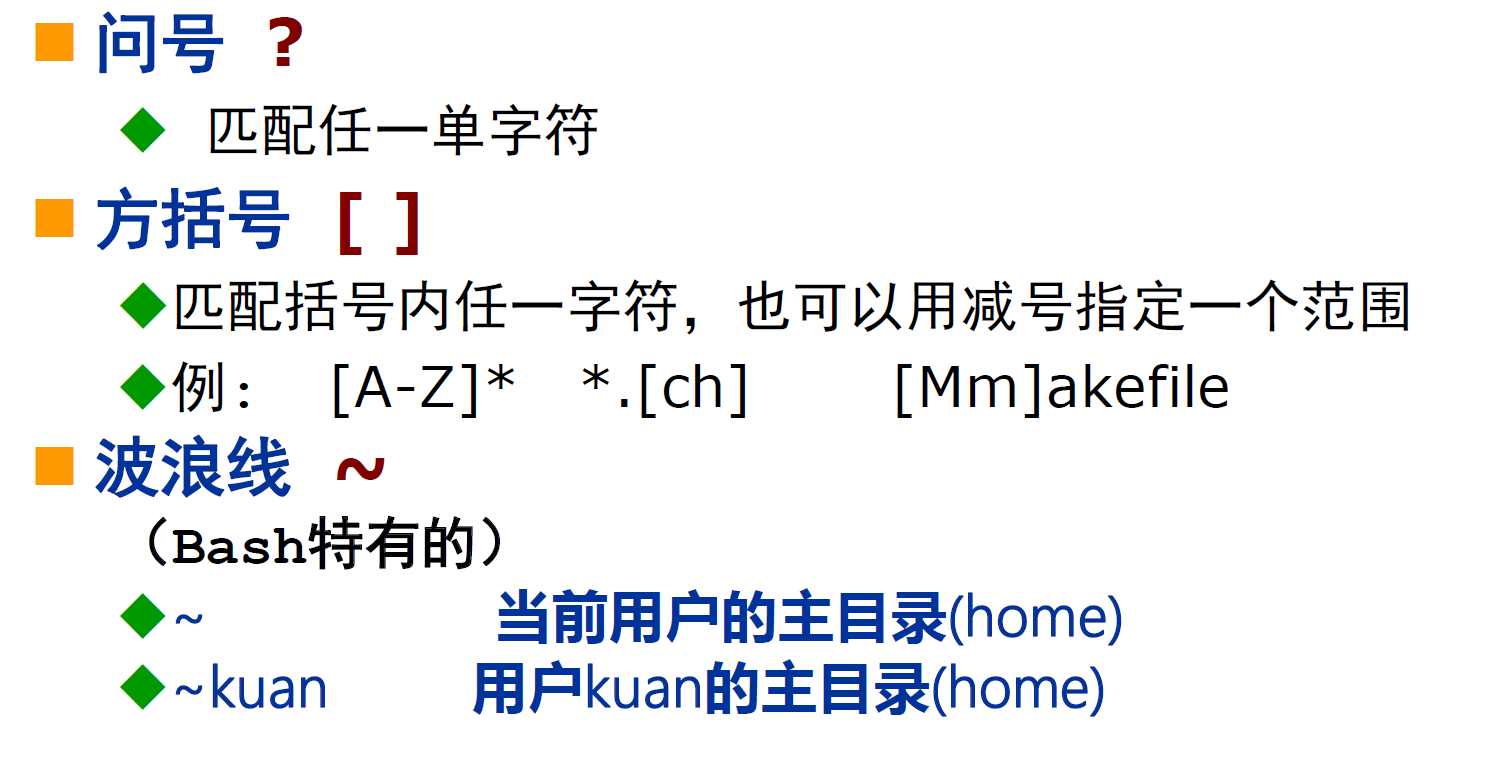 问号 ?
匹配任一单字符
方括号 [ ]
匹配括号内任一字符，也可以用减号指定一个范围
例： [A-Z]* *.[ch] [Mm]akefile
波浪线 ~
（Bash特有的）
~ 当前用户的主目录(home)
~kuan 用户kuan的主目录(home)